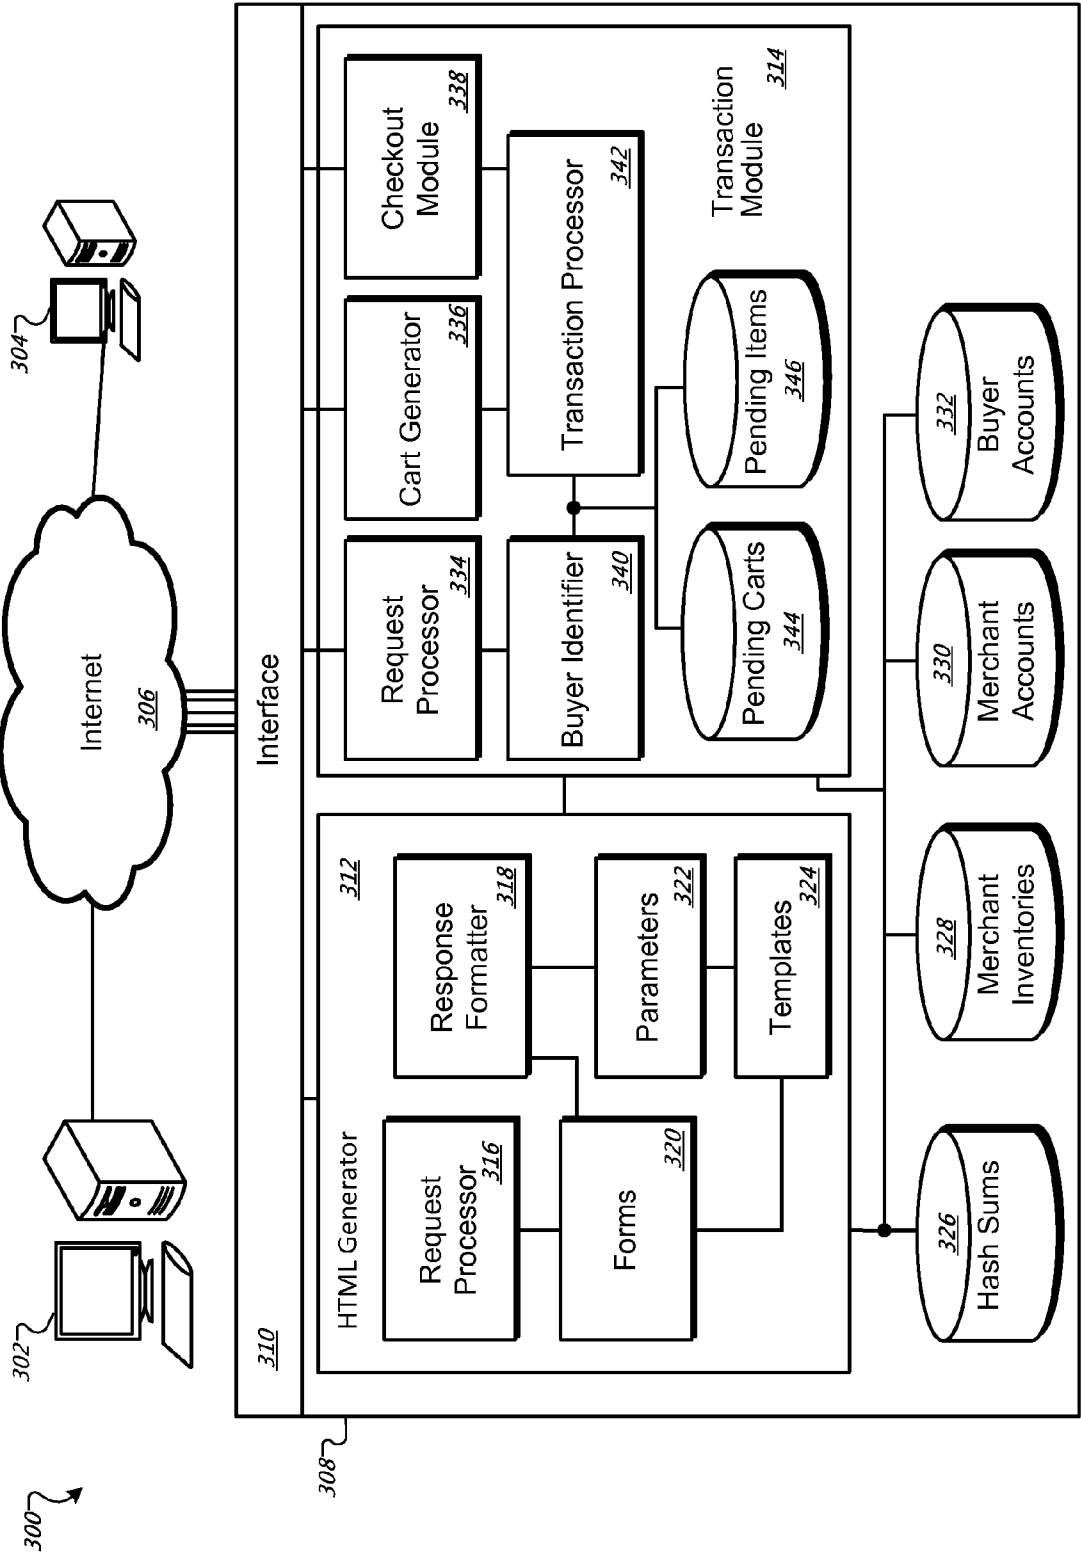 300
302
304
Internet
306
308
310
Interface
HTML Generator
312
Request
Processor
316
Response
Formatter
318
Forms
320
Parameters
322
Templates
324
Request
Processor
334
Cart Generator
336
Checkout
Module
338
Buyer Identifier
340
Transaction Processor
342
Pending Carts
344
Pending Items
346
Transaction
Module
314
326
Hash Sums
328
Merchant
Inventories
330
Merchant
Accounts
332
Buyer
Accounts